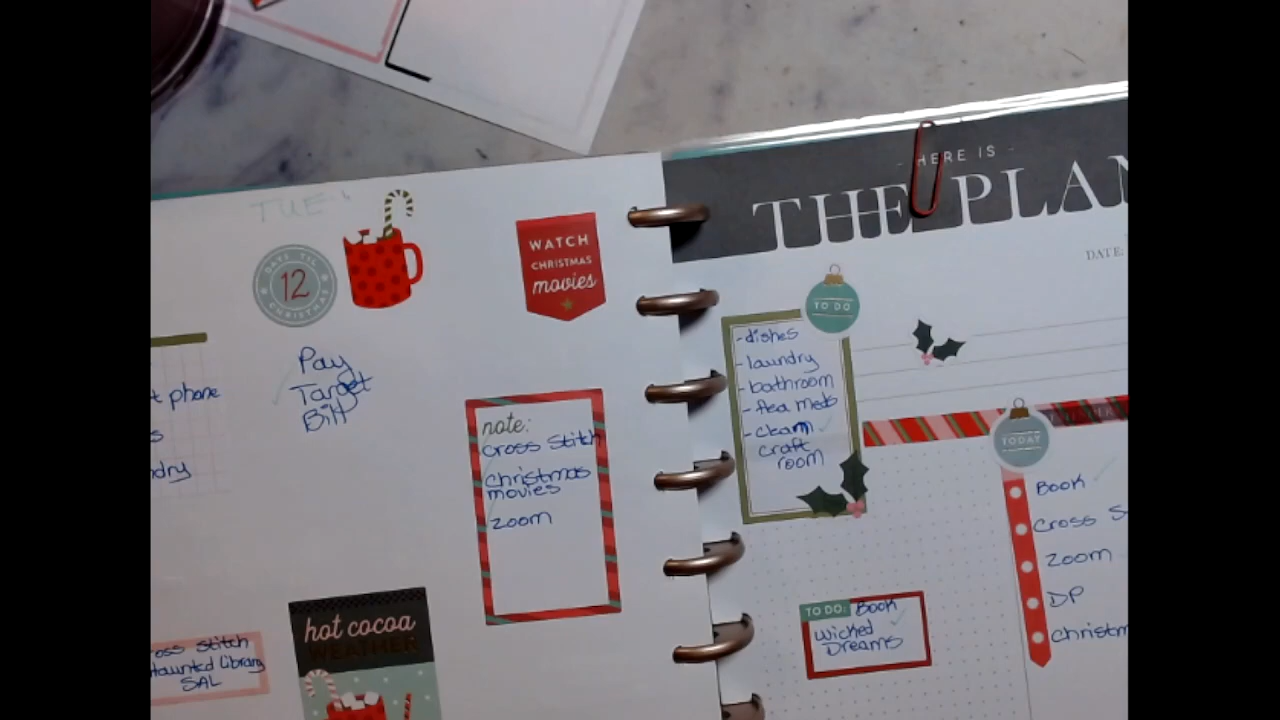 TUE
DAYS TIL
12
CHRISTMAS
WATCH
CHRISTMAS
movies
t phone
s
ndry
Pay
Target
Bill
note:
cross stitch
christmas
movies
zoom
hot cocoa
WEATHER
oss stitch
Haunted Library
SAL
HERE IS
THE PLAN
DATE:
TO DO
-dishes
-laundry
-bathroom
-flea meds
-clean
craft
room
TODAY
Book
Cross S
Zoom
DP
christm
TO DO: Book
Wicked
Dreams